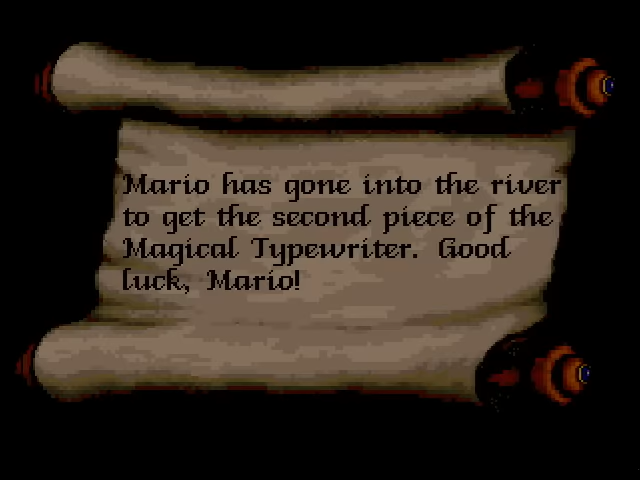 Mario has gone into the river
to get the second piece of the
Magical Typewriter. Good
luck, Mario!